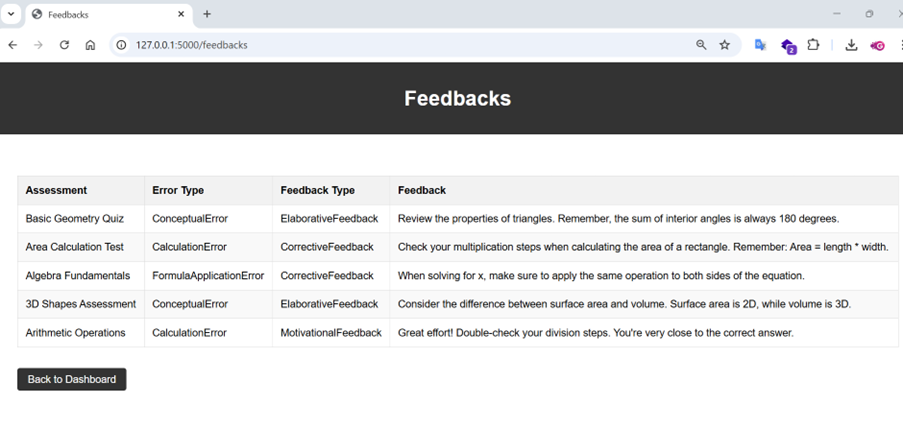 Feedbacks
127.0.0.1:5000/feedbacks
2
G
Feedbacks
Assessment Error Type Feedback Type Feedback
Basic Geometry Quiz ConceptualError ElaborativeFeedback Review the properties of triangles. Remember, the sum of interior angles is always 180 degrees.
Area Calculation Test CalculationError CorrectiveFeedback Check your multiplication steps when calculating the area of a rectangle. Remember: Area = length * width.
Algebra Fundamentals FormulaApplicationError CorrectiveFeedback When solving for x, make sure to apply the same operation to both sides of the equation.
3D Shapes Assessment ConceptualError ElaborativeFeedback Consider the difference between surface area and volume. Surface area is 2D, while volume is 3D.
Arithmetic Operations CalculationError MotivationalFeedback Great effort! Double-check your division steps. You're very close to the correct answer.
Back to Dashboard